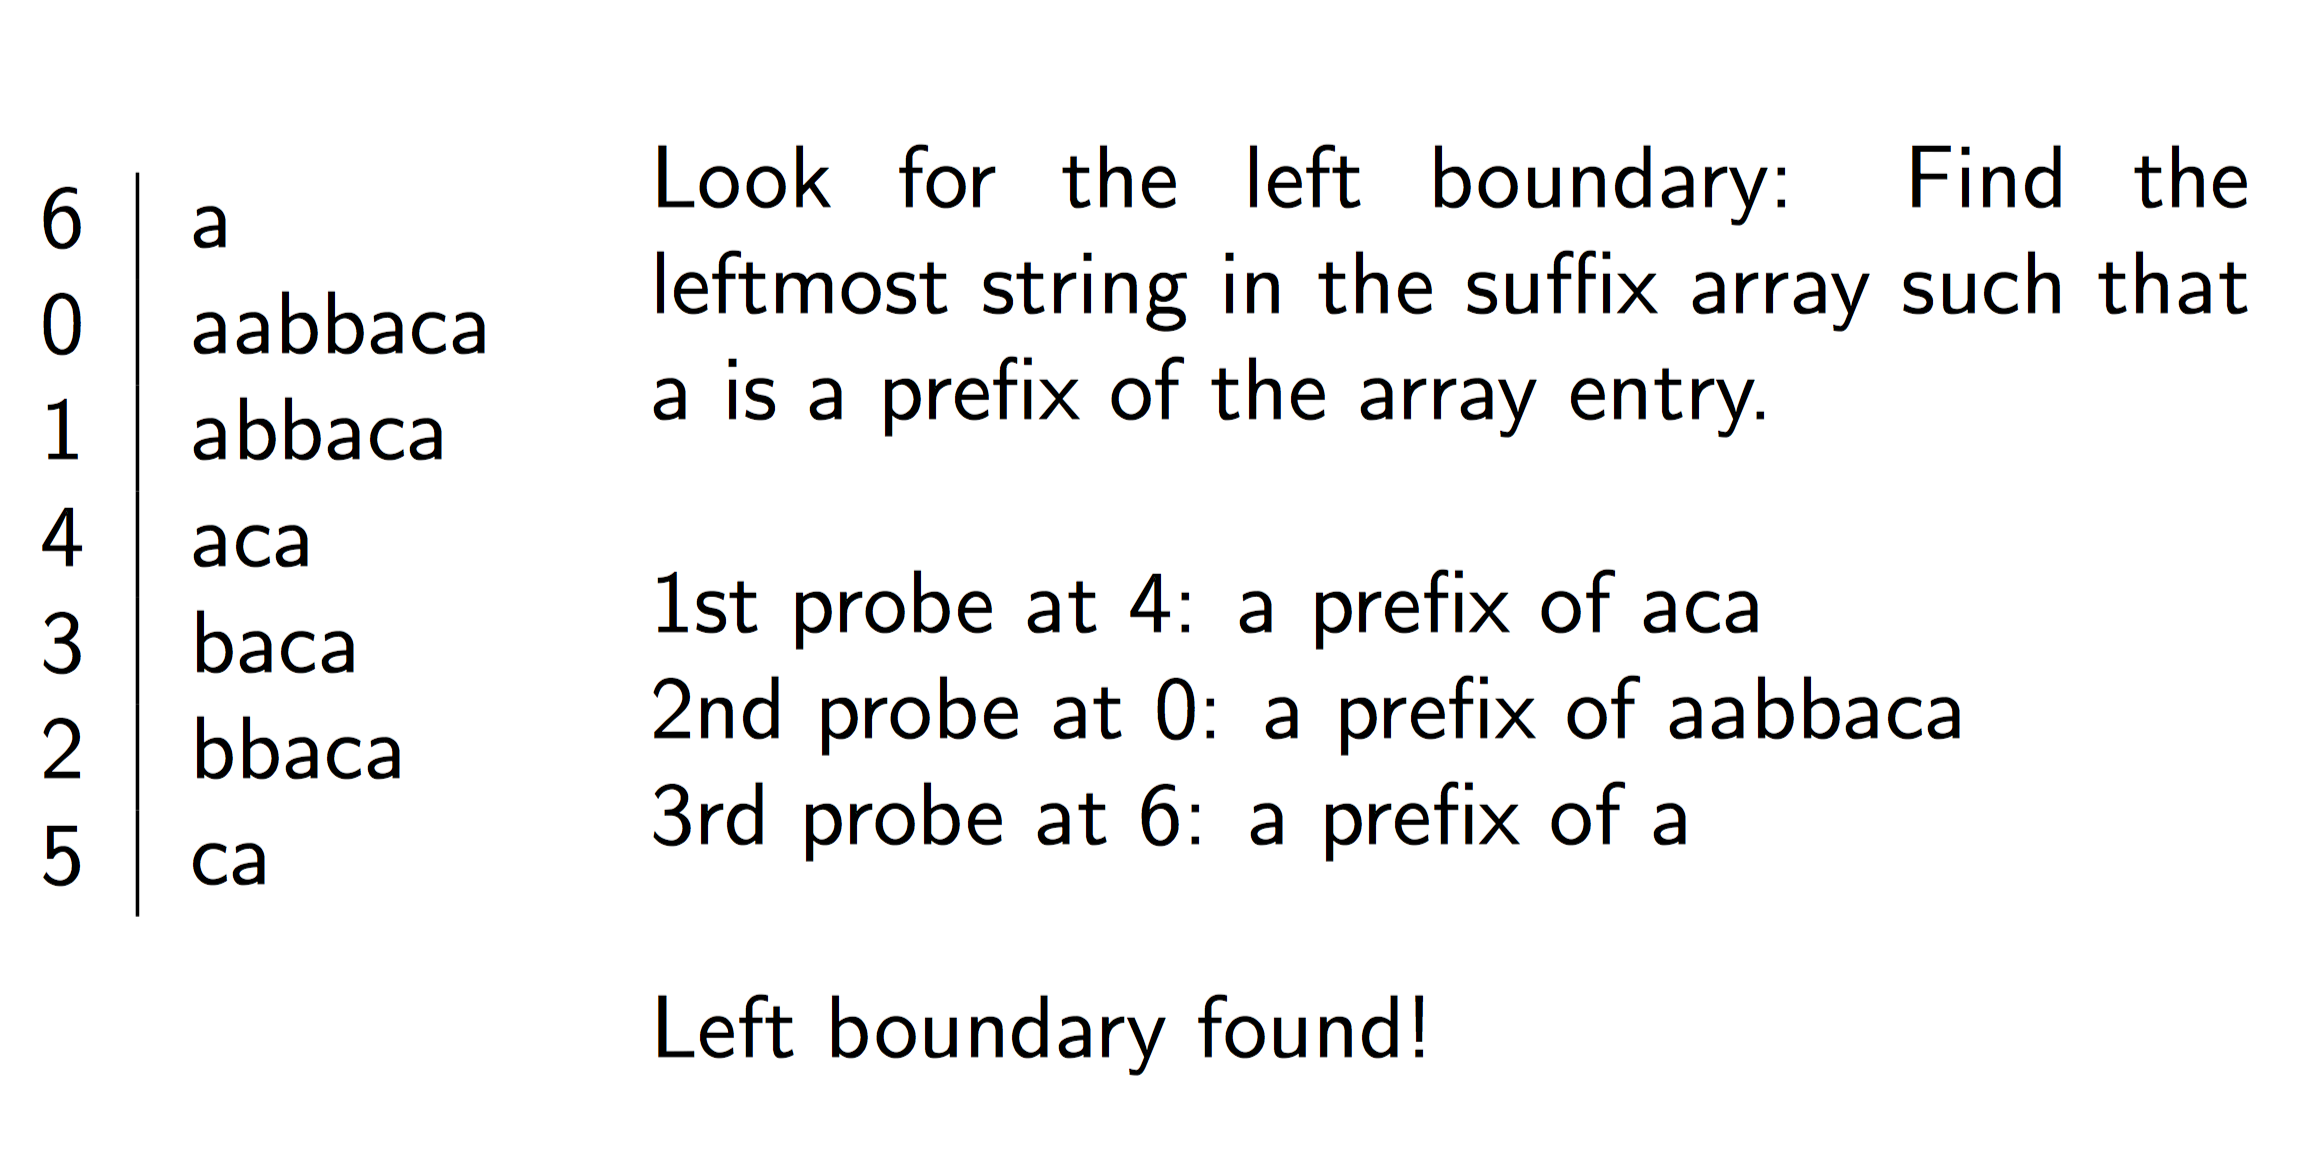 6 a
0 aabbaca
1 abbaca
4 aca
3 baca
2 bbaca
5 ca
Look for the left boundary: Find the
leftmost string in the suffix array such that
a is a prefix of the array entry.
1st probe at 4: a prefix of aca
2nd probe at 0: a prefix of aabbaca
3rd probe at 6: a prefix of a
Left boundary found!